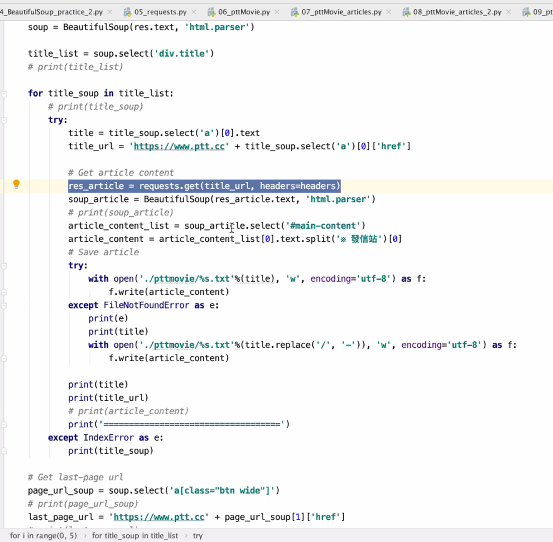 4_BeautifulSoup_practice_2.py × 05_requests.py × 06_pttMovie.py × 07_pttMovie_articles.py × 08_pttMovie_articles_2.py × 09_pt
soup = BeautifulSoup(res.text, 'html.parser')
title_list = soup.select('div.title')
# print(title_list)
for title_soup in title_list:
# print(title_soup)
try:
title = title_soup.select('a')[0].text
title_url = 'https://www.ptt.cc' + title_soup.select('a')[0]['href']
# Get article content
res_article = requests.get(title_url, headers=headers)
soup_article = BeautifulSoup(res_article.text, 'html.parser')
# print(soup_article)
article_content_list = soup_article.select('#main-content')
article_content = article_content_list[0].text.split('※ 發信站')[0]
# Save article
try:
with open('./pttmovie/%s.txt'%(title), 'w', encoding='utf-8') as f:
f.write(article_content)
except FileNotFoundError as e:
print(e)
print(title)
with open('./pttmovie/%s.txt'%(title.replace('/', '-')), 'w', encoding='utf-8') as f:
f.write(article_content)
print(title)
print(title_url)
# print(article_content)
print('===================================')
except IndexError as e:
print(title_soup)
# Get last-page url
page_url_soup = soup.select('a[class="btn wide"]')
# print(page_url_soup)
last_page_url = 'https://www.ptt.cc' + page_url_soup[1]['href']
for i in range(0, 5) › for title_soup in title_list › try